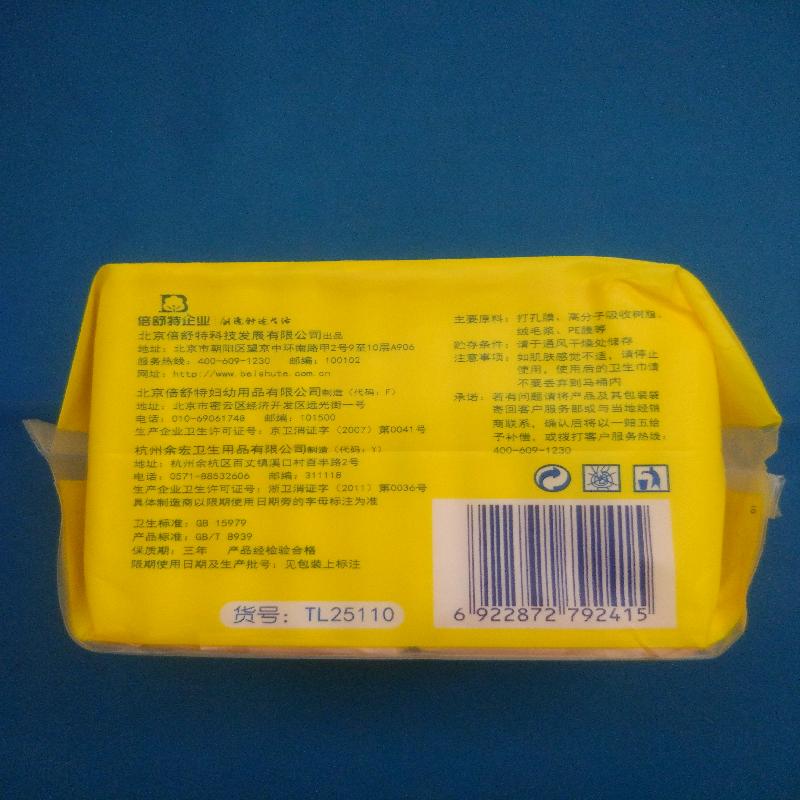 倍舒特企业 创造舒适生活
北京倍舒特科技发展有限公司出品
地址：北京市朝阳区望京中环南路甲2号9至10层A906
服务热线：400-609-1230 邮编：100102
网址：http://www.beishute.com.cn
北京倍舒特妇幼用品有限公司制造（代码：F）
地址：北京市密云区经济开发区远光街一号
电话：010-69061748 邮编：101500
生产企业卫生许可证号：京卫消证字（2007）第0041号
杭州余宏卫生用品有限公司制造（代码：Y）
地址：杭州余杭区百丈镇溪口村百半路2号
电话：0571-88532606 邮编：311118
生产企业卫生许可证号：浙卫消证字（2011）第0036号
具体制造商以限期使用日期旁的字母标注为准
卫生标准：GB 15979
产品标准：GB/T 8939
保质期：三年 产品经检验合格
限期使用日期及生产批号：见包装上标注
货号：TL25110
主要原料：打孔膜、高分子吸收树脂、
绒毛浆、PE膜等
贮存条件：请于通风干燥处储存
注意事项：如肌肤感觉不适，请停止
使用，使用后的卫生巾请
不要丢弃到马桶内
承诺：若有问题请将产品及其包装袋
寄回客户服务部或与当地经销
商联系，确认后将以一赔五给
予补偿，或拨打客户服务热线：
400-609-1230
6 922872 792415